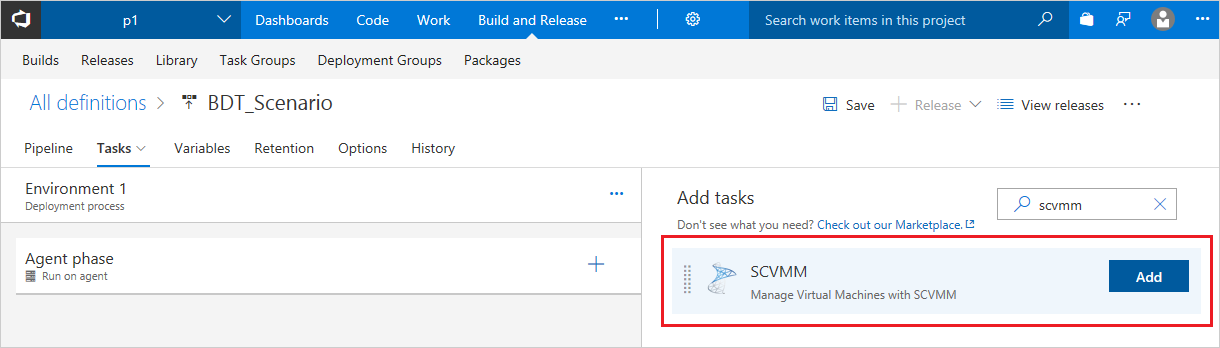 p1 Dashboards Code Work Build and Release ··· Search work items in this project ···
Builds Releases Library Task Groups Deployment Groups Packages
All definitions > BDT_Scenario Save + Release View releases ···
Pipeline Tasks Variables Retention Options History
Environment 1 ···
Deployment process
Agent phase +
Run on agent
Add tasks scvmm
Don't see what you need? Check out our Marketplace.
SCVMM
Manage Virtual Machines with SCVMM
Add